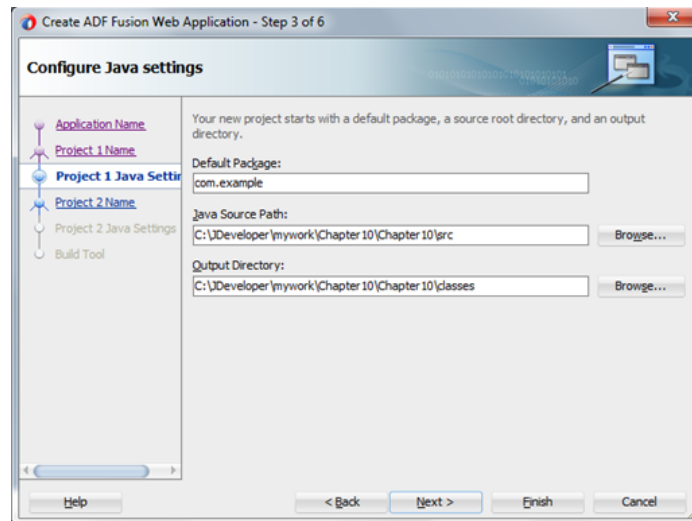 Create ADF Fusion Web Application - Step 3 of 6
Configure Java settings
Application Name
Project 1 Name
Project 1 Java Settin
Project 2 Name
Project 2 Java Settings
Build Tool
Your new project starts with a default package, a source root directory, and an output
directory.
Default Package:
com.example
Java Source Path:
C:\JDeveloper\mywork\Chapter10\Chapter10\src
Browse...
Output Directory:
C:\JDeveloper\mywork\Chapter10\Chapter10\classes
Browse...
Help
< Back
Next >
Finish
Cancel